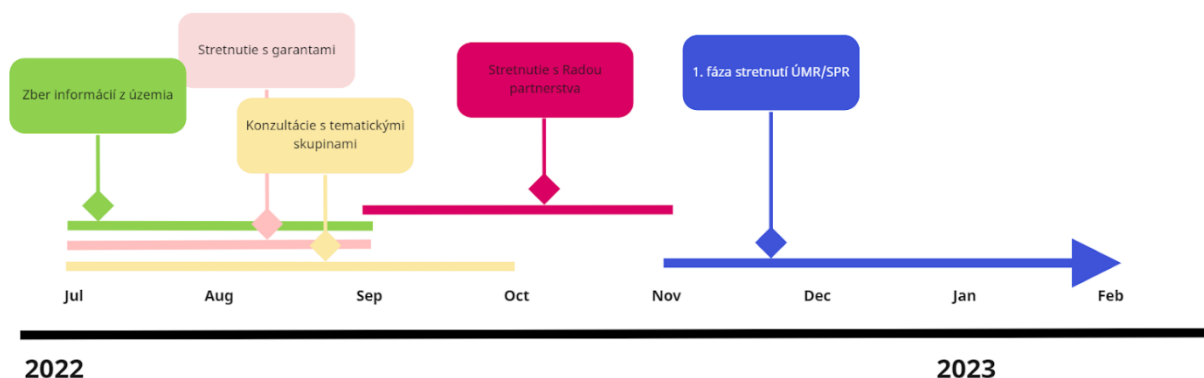 Stretnutie s garantami
Zber informácií z územia
Konzultácie s tematickými
skupinami
Stretnutie s Radou
partnerstva
1. fáza stretnutí ÚMR/SPR
Jul Aug Sep Oct Nov Dec Jan Feb
2022 2023